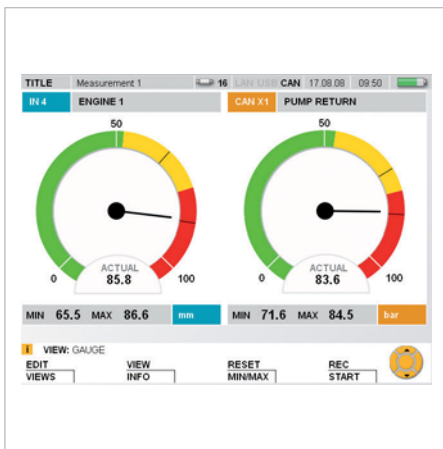 TITLE Measurement 1 16 LAN USB CAN 17.08.08 09:50
IN 4 ENGINE 1 CAN X1 PUMP RETURN
50 50
ACTUAL ACTUAL
0 85.8 100 0 83.6 100
MIN 65.5 MAX 86.6 mm MIN 71.6 MAX 84.5 bar
i VIEW: GAUGE
EDIT VIEW RESET REC
VIEWS INFO MIN/MAX START